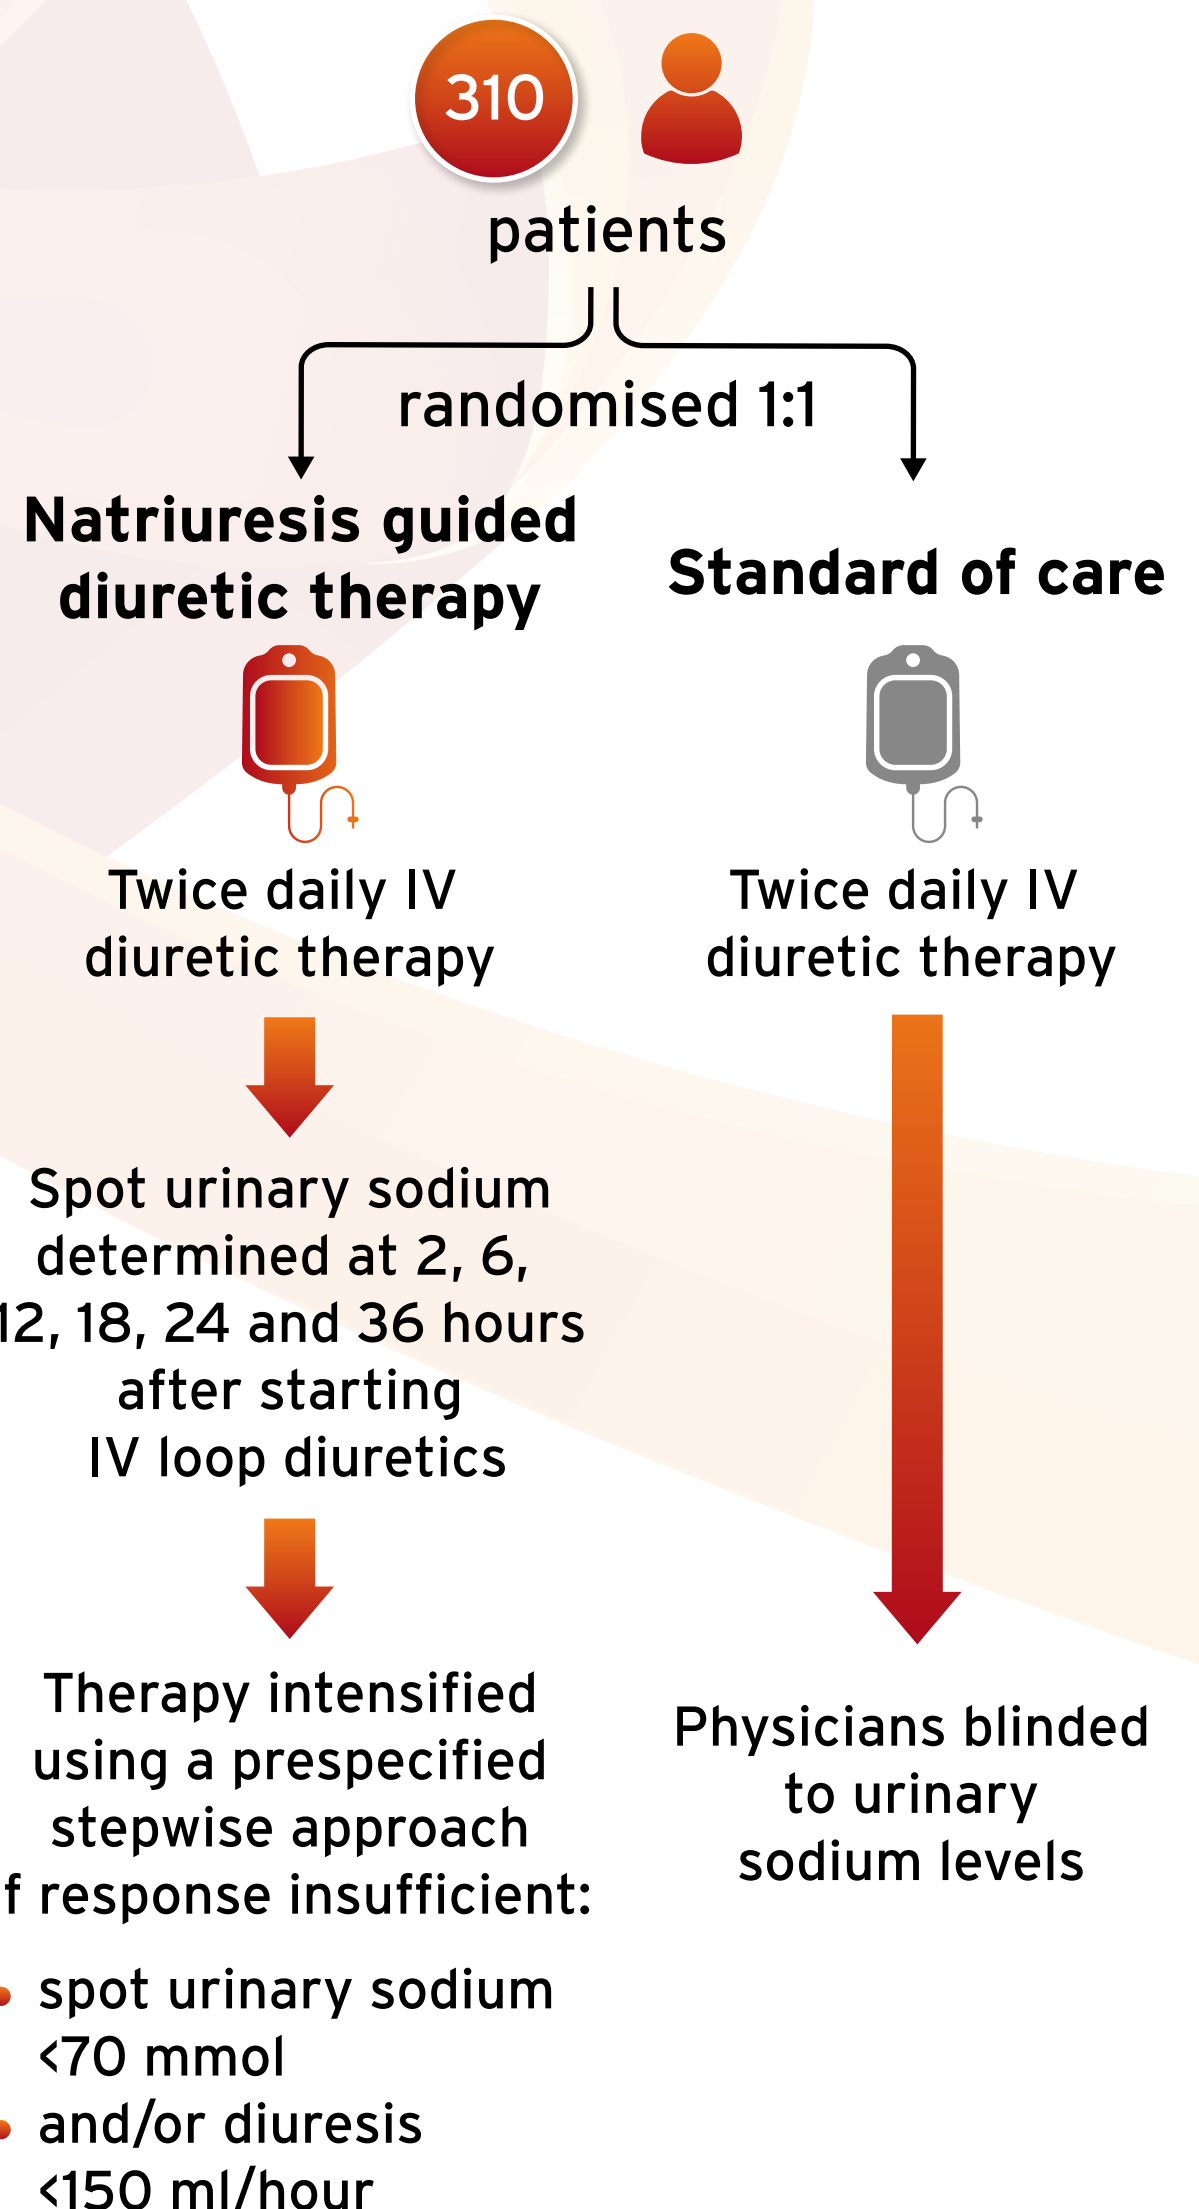 310
patients
randomised 1:1
Natriuresis guided
diuretic therapy
Twice daily IV
diuretic therapy
Spot urinary sodium
determined at 2, 6,
12, 18, 24 and 36 hours
after starting
IV loop diuretics
Therapy intensified
using a prespecified
stepwise approach
f response insufficient:
• spot urinary sodium
<70 mmol
• and/or diuresis
<150 ml/hour
Standard of care
Twice daily IV
diuretic therapy
Physicians blinded
to urinary
sodium levels